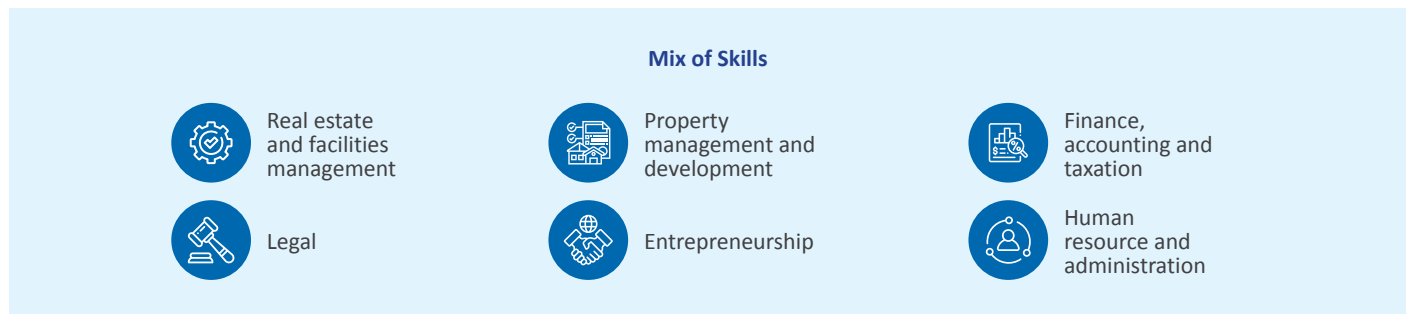 Mix of Skills
Real estate
and facilities
management
Property
management and
development
Finance,
accounting and
taxation
Legal
Entrepreneurship
Human
resource and
administration